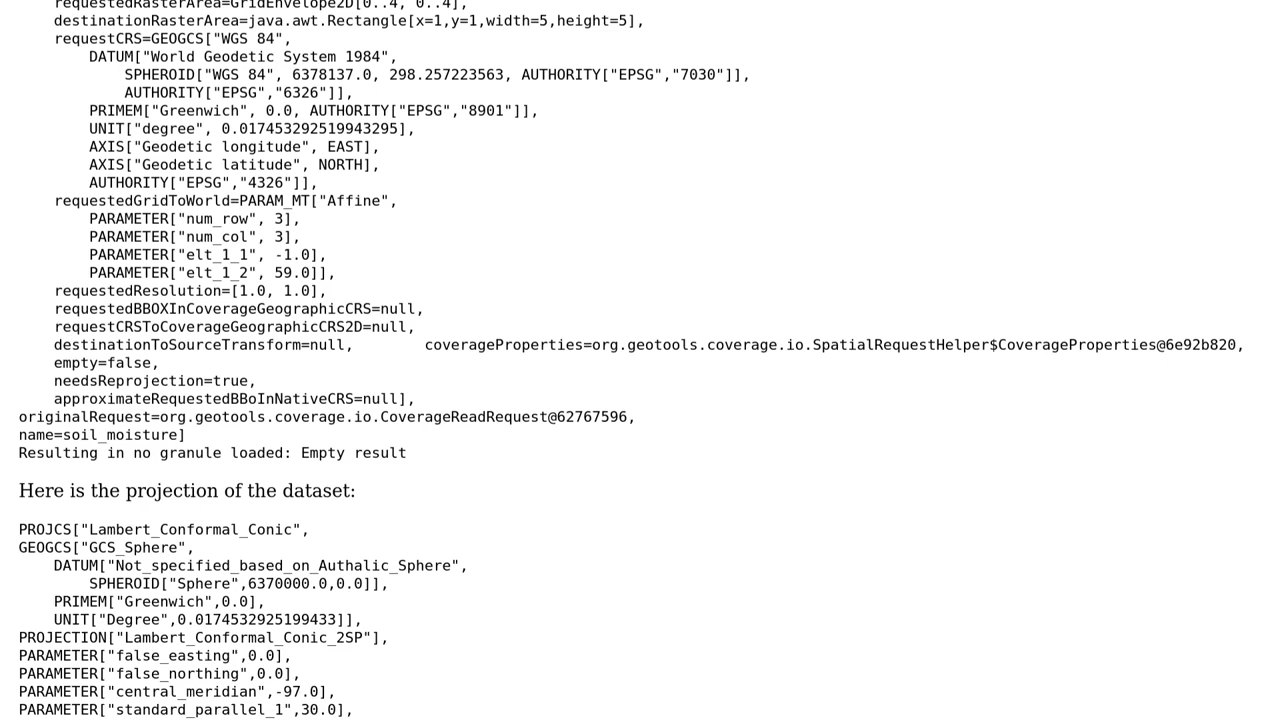 requestedRasterArea=GridEnvelope2D[0..4, 0..4],
destinationRasterArea=java.awt.Rectangle[x=1,y=1,width=5,height=5],
requestCRS=GEOGCS["WGS 84",
DATUM["World Geodetic System 1984",
SPHEROID["WGS 84", 6378137.0, 298.257223563, AUTHORITY["EPSG","7030"]],
AUTHORITY["EPSG","6326"]],
PRIMEM["Greenwich", 0.0, AUTHORITY["EPSG","8901"]],
UNIT["degree", 0.017453292519943295],
AXIS["Geodetic longitude", EAST],
AXIS["Geodetic latitude", NORTH],
AUTHORITY["EPSG","4326"]],
requestedGridToWorld=PARAM_MT["Affine",
PARAMETER["num_row", 3],
PARAMETER["num_col", 3],
PARAMETER["elt_1_1", -1.0],
PARAMETER["elt_1_2", 59.0]],
requestedResolution=[1.0, 1.0],
requestedBBOXInCoverageGeographicCRS=null,
requestCRSToCoverageGeographicCRS2D=null,
destinationToSourceTransform=null, coverageProperties=org.geotools.coverage.io.SpatialRequestHelper$CoverageProperties@6e92b820,
empty=false,
needsReprojection=true,
approximateRequestedBBoInNativeCRS=null],
originalRequest=org.geotools.coverage.io.CoverageReadRequest@62767596,
name=soil_moisture]
Resulting in no granule loaded: Empty result
Here is the projection of the dataset:
PROJCS["Lambert_Conformal_Conic",
GEOGCS["GCS_Sphere",
DATUM["Not_specified_based_on_Authalic_Sphere",
SPHEROID["Sphere",6370000.0,0.0]],
PRIMEM["Greenwich",0.0],
UNIT["Degree",0.0174532925199433]],
PROJECTION["Lambert_Conformal_Conic_2SP"],
PARAMETER["false_easting",0.0],
PARAMETER["false_northing",0.0],
PARAMETER["central_meridian",-97.0],
PARAMETER["standard_parallel_1",30.0],